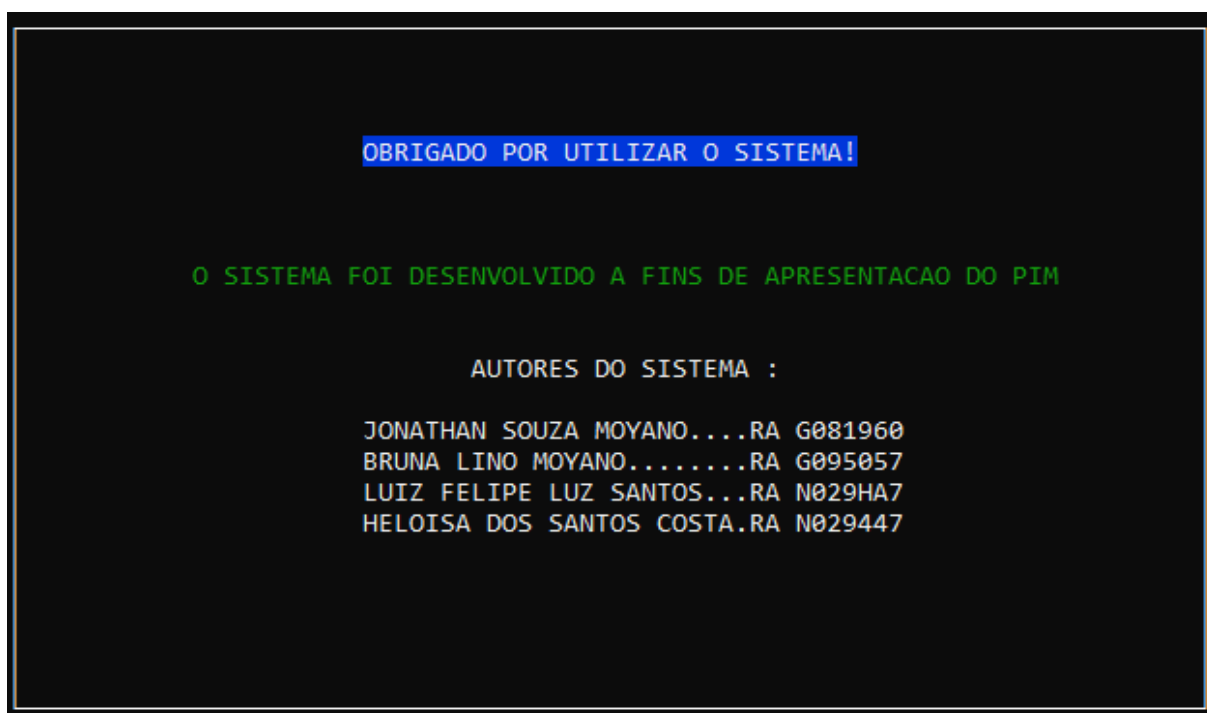 OBRIGADO POR UTILIZAR O SISTEMA!
O SISTEMA FOI DESENVOLVIDO A FINS DE APRESENTACAO DO PIM
AUTORES DO SISTEMA :
JONATHAN SOUZA MOYANO....RA G081960
BRUNA LINO MOYANO........RA G095057
LUIZ FELIPE LUZ SANTOS...RA N029HA7
HELOISA DOS SANTOS COSTA.RA N029447